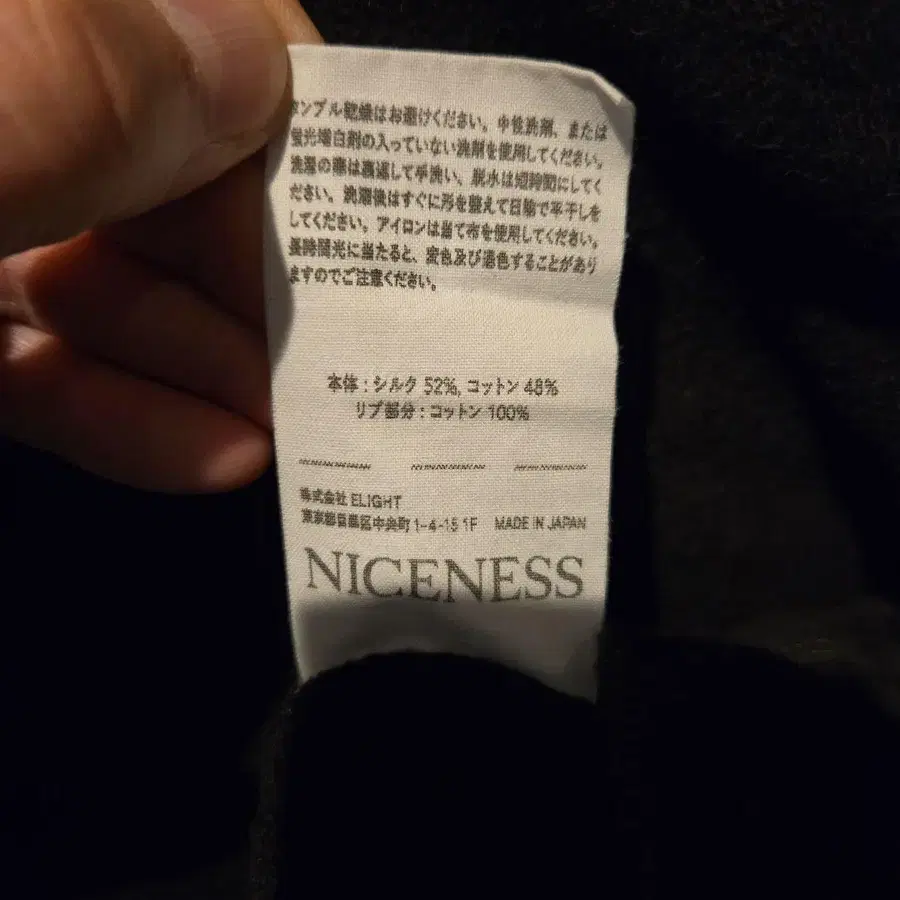 タンブル乾燥はお避けください。中性洗剤、または
蛍光増白剤の入っていない洗剤を使用してください。
洗濯の際は裏返して手洗い、脱水は短時間にしてく
ださい。洗濯後はすぐに形を整えて日陰で平干しを
してください。アイロンは当て布を使用してください。
長時間光に当たると、変色及び退色することがあり
ますのでご注意ください。
本体 : シルク 52%, コットン 48%
リブ部分 : コットン 100%
株式会社 ELIGHT
東京都目黒区中央町 1-4-15 1F MADE IN JAPAN
NICENESS